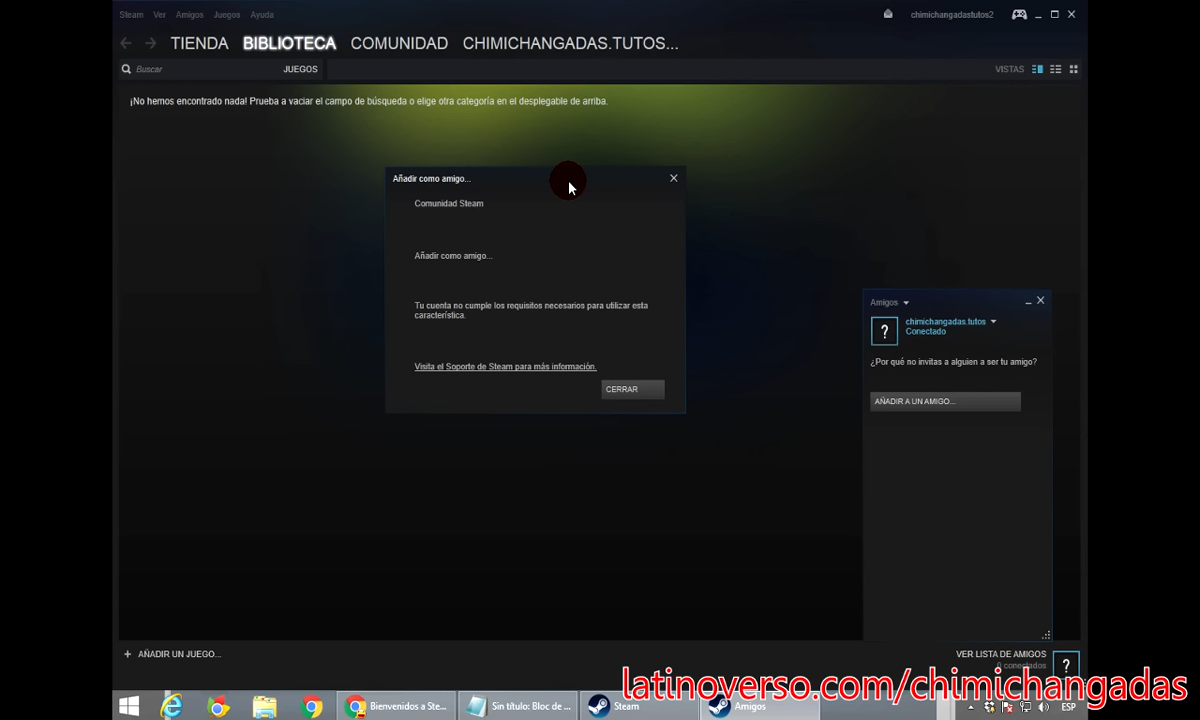 Steam Ver Amigos Juegos Ayuda
chimichangadastutos2
TIENDA BIBLIOTECA COMUNIDAD CHIMICHANGADAS.TUTOS...
Buscar
JUEGOS
VISTAS
¡No hemos encontrado nada! Prueba a vaciar el campo de búsqueda o elige otra categoría en el desplegable de arriba.
Añadir como amigo...
Comunidad Steam
Añadir como amigo...
Tu cuenta no cumple los requisitos necesarios para utilizar esta
característica.
Visita el Soporte de Steam para más información.
CERRAR
Amigos
?
chimichangadas.tutos
Conectado
¿Por qué no invitas a alguien a ser tu amigo?
AÑADIR A UN AMIGO...
+ AÑADIR UN JUEGO...
VER LISTA DE AMIGOS
0 conectados
?
latinoverso.com/chimichangadas
Bienvenidos a Ste...
Sin título: Bloc de ...
Steam
Amigos
ESP